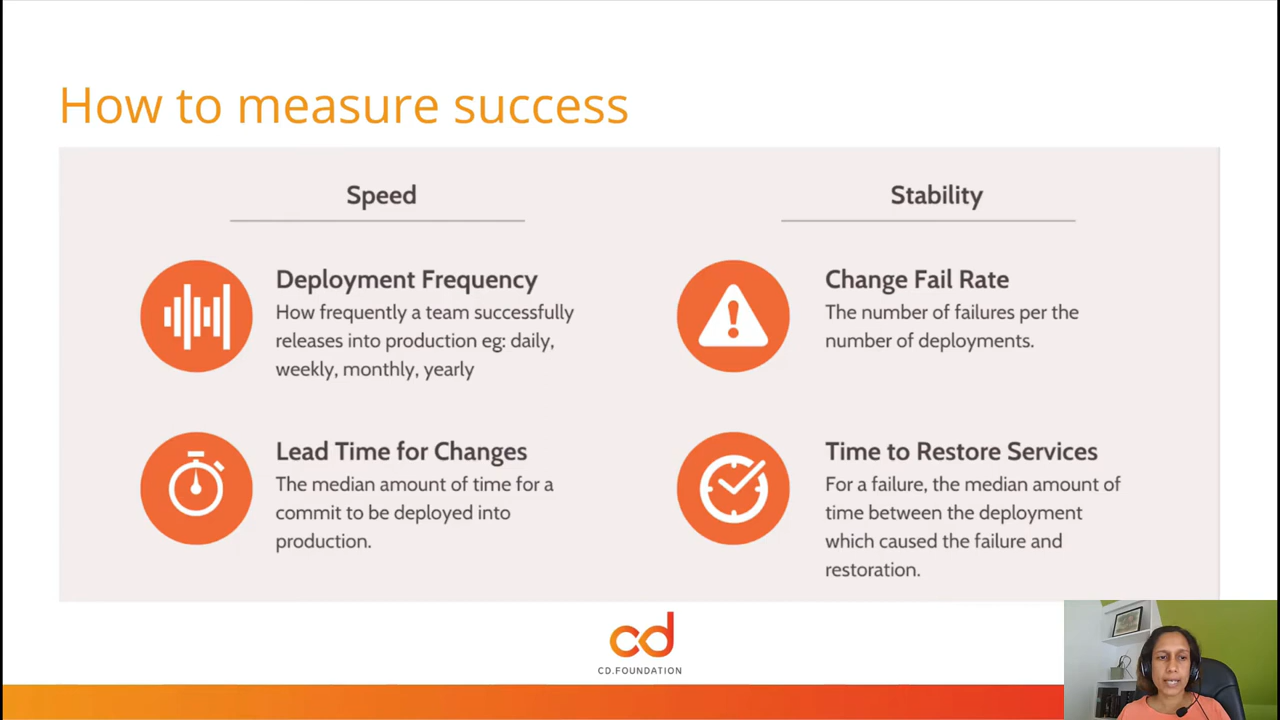 How to measure success
Speed
Deployment Frequency
How frequently a team successfully
releases into production eg: daily,
weekly, monthly, yearly
Lead Time for Changes
The median amount of time for a
commit to be deployed into
production.
Stability
Change Fail Rate
The number of failures per the
number of deployments.
Time to Restore Services
For a failure, the median amount of
time between the deployment
which caused the failure and
restoration.
cd
CD.FOUNDATION